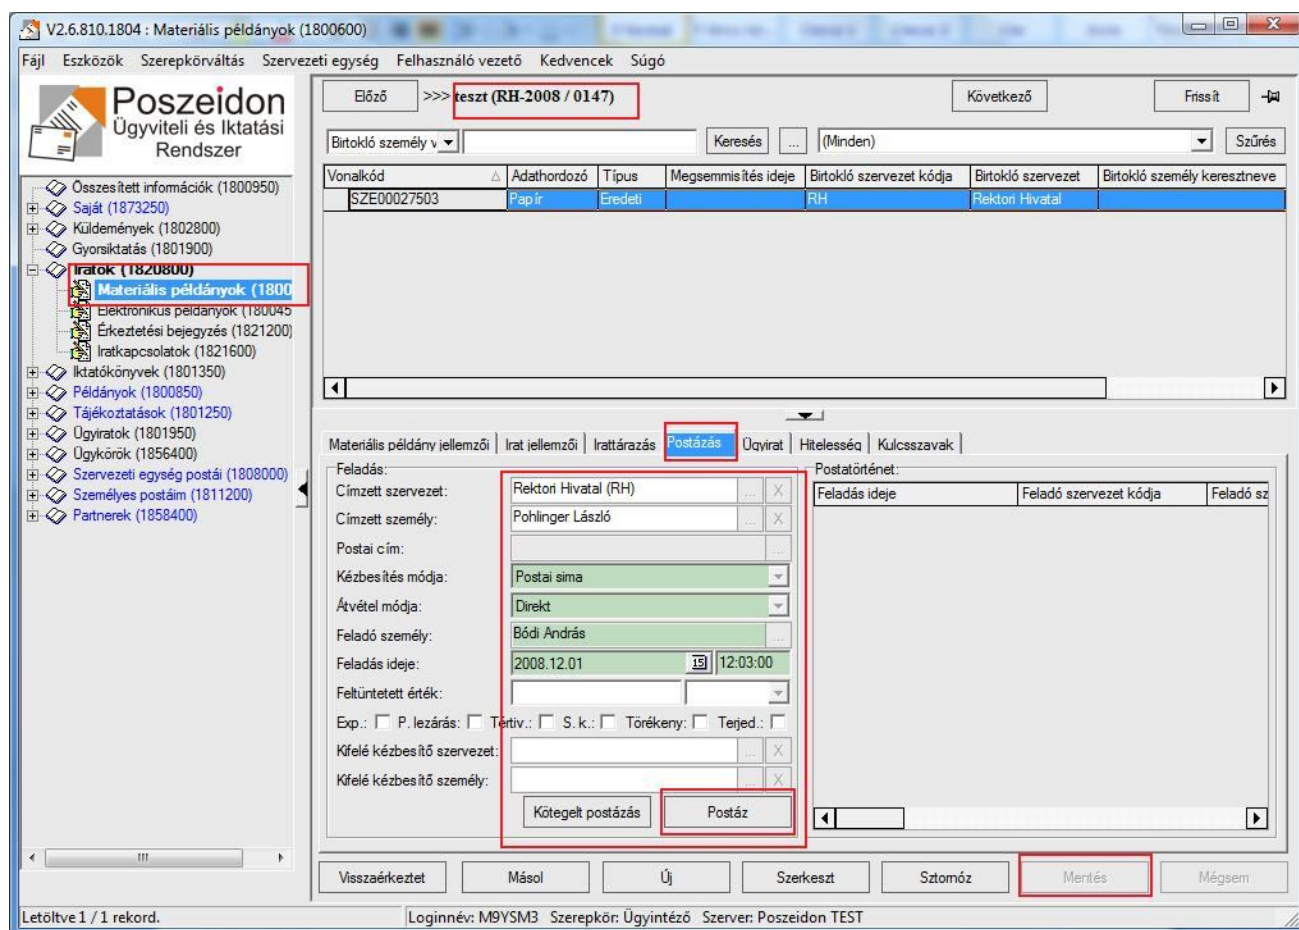 V2.6.810.1804 : Materiális példányok (1800600)
Fájl Eszközök Szerepkörváltás Szervezeti egység Felhasználó vezető Kedvencek Súgó
Poszeidon
Ügyviteli és Iktatási
Rendszer
Összesített információk (1800950)
Saját (1873250)
Küldemények (1802800)
Gyorsiktatás (1801900)
Iratok (1820800)
Materiális példányok (1800
Elektronikus példányok (180045
Érkeztetési bejegyzés (1821200)
Iratkapcsolatok (1821600)
Iktatókönyvek (1801350)
Példányok (1800850)
Tájékoztatások (1801250)
Ügyiratok (1801950)
Ügykörök (1856400)
Szervezeti egység postái (1808000)
Személyes postáim (1811200)
Partnerek (1858400)
Előző >>> teszt (RH-2008 / 0147) Következő Frissít
Birtokló személy v Keresés ... (Minden) Szűrés
Vonalkód Adathordozó Típus Megsemmisítés ideje Birtokló szervezet kódja Birtokló szervezet Birtokló személy keresztneve
SZE00027503 Papír Eredeti RH Rektori Hivatal
Materiális példány jellemzői Irat jellemzői Irattárazás Postázás Ügyirat Hitelesség Kulcsszavak
Feladás:
Címzett szervezet: Rektori Hivatal (RH) ... X
Címzett személy: Pohlinger László ... X
Postai cím: ...
Kézbesítés módja: Postai sima
Átvétel módja: Direkt
Feladó személy: Bódi András ...
Feladás ideje: 2008.12.01 15 12:03:00
Feltüntetett érték:
Exp.: P. lezárás: Tértiv.: S. k.: Törékeny: Terjed.:
Kifelé kézbesítő szervezet: ... X
Kifelé kézbesítő személy: ... X
Kötegelt postázás Postáz
Postatörténet:
Feladás ideje Feladó szervezet kódja Feladó sz
Visszaérkeztet Másol Új Szerkeszt Sztornóz Mentés Mégsem
Letöltve 1 / 1 rekord. Loginnév: M9YSM3 Szerepkör: Ügyintéző Szerver: Poszeidon TEST